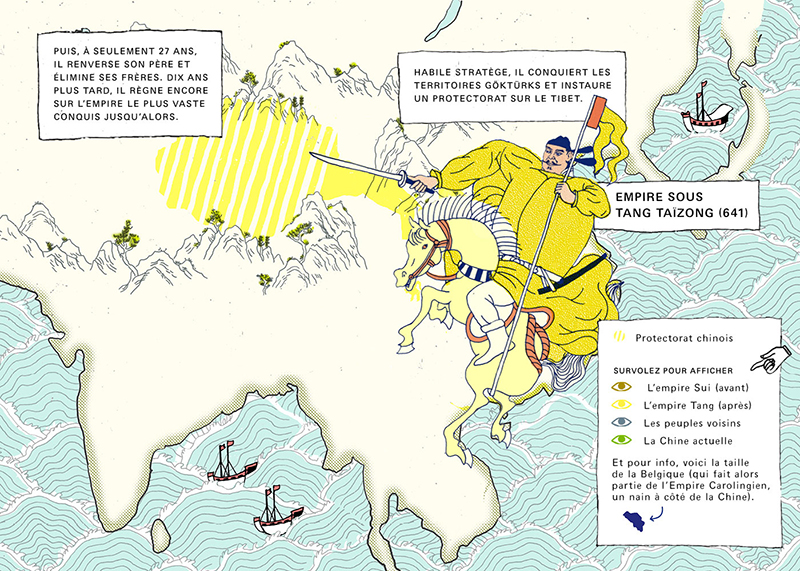 PUIS, À SEULEMENT 27 ANS,
IL RENVERSE SON PÈRE ET
ÉLIMINE SES FRÈRES. DIX ANS
PLUS TARD, IL RÈGNE ENCORE
SUR L'EMPIRE LE PLUS VASTE
CONQUIS JUSQU'ALORS.
HABILE STRATÈGE, IL CONQUIERT LES
TERRITOIRES GÖKTÜRKS ET INSTAURE
UN PROTECTORAT SUR LE TIBET.
EMPIRE SOUS
TANG TAÏZONG (641)
Protectorat chinois
SURVOLEZ POUR AFFICHER
L'empire Sui (avant)
L'empire Tang (après)
Les peuples voisins
La Chine actuelle
Et pour info, voici la taille
de la Belgique (qui fait alors
partie de l'Empire Carolingien,
un nain à côté de la Chine).